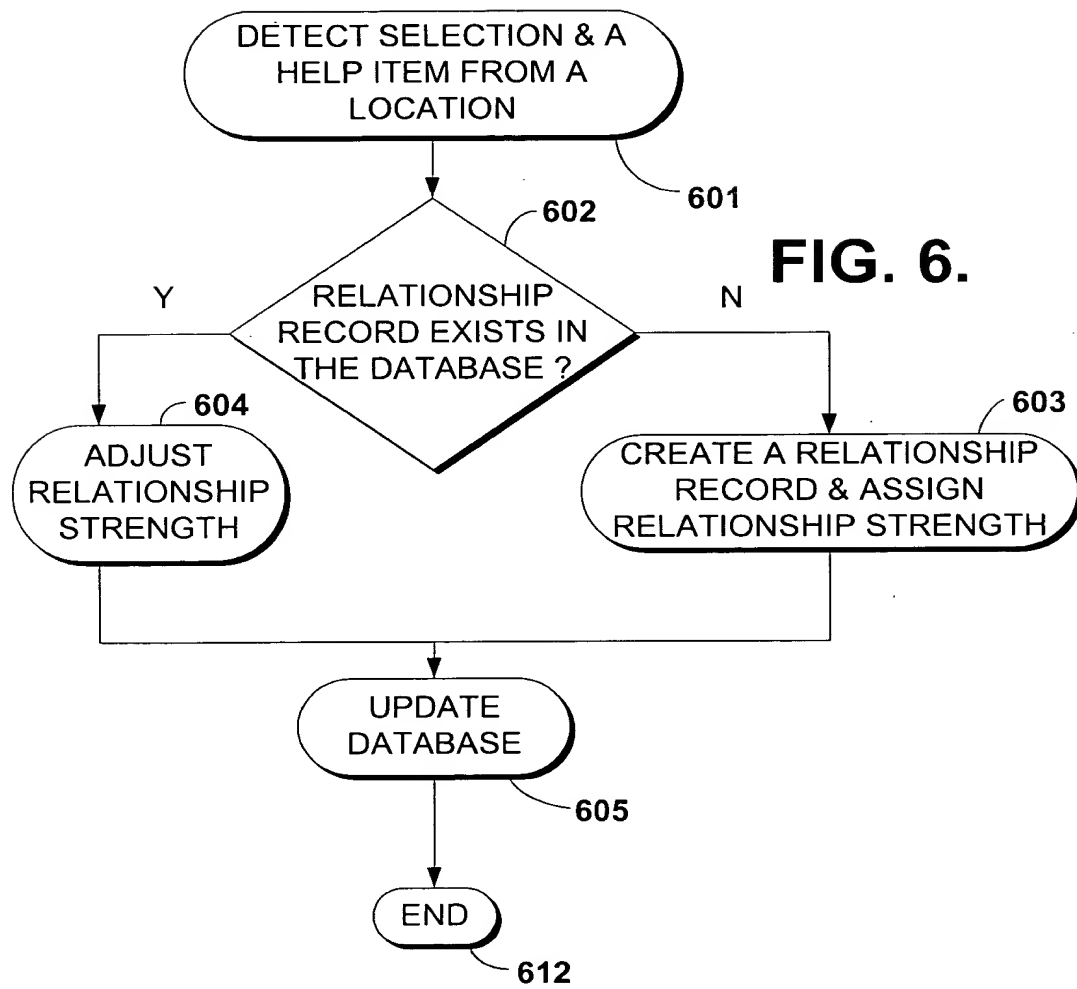 DETECT SELECTION & A
HELP ITEM FROM A
LOCATION
601
602
FIG. 6.
Y
N
RELATIONSHIP
RECORD EXISTS IN
THE DATABASE ?
604
603
ADJUST
RELATIONSHIP
STRENGTH
CREATE A RELATIONSHIP
RECORD & ASSIGN
RELATIONSHIP STRENGTH
UPDATE
DATABASE
605
END
612